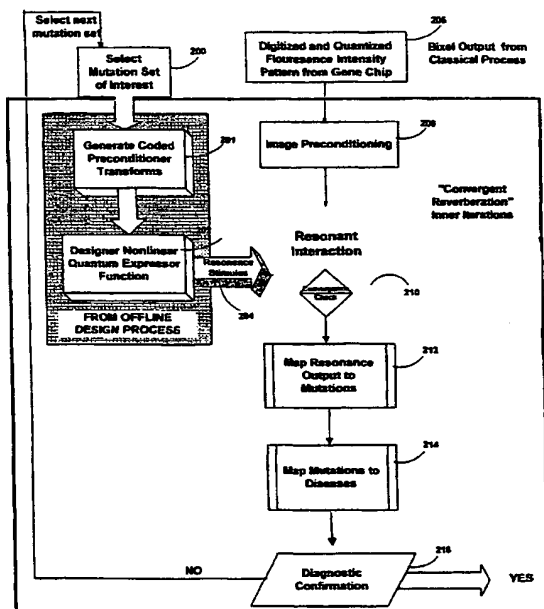 Select next
mutation set
200
Select
Mutation Set
of Interest
206
Digitized and Quantized
Flouresence Intensity
Pattern from Gene Chip
Bixel Output from
Classical Process
201
Generate Coded
Preconditioner
Transforms
208
Image Preconditioning
"Convergent
Reverberation"
Inner Iterations
Designer Nonlinear
Quantum Expressor
Function
Resonance
Stimulus
204
Resonant
Interaction
FROM OFFLINE
DESIGN PROCESS
Convergence
Check
210
Map Resonance
Output to
Mutations
212
Map Mutations to
Diseases
214
NO
Diagnostic
Confirmation
216
YES